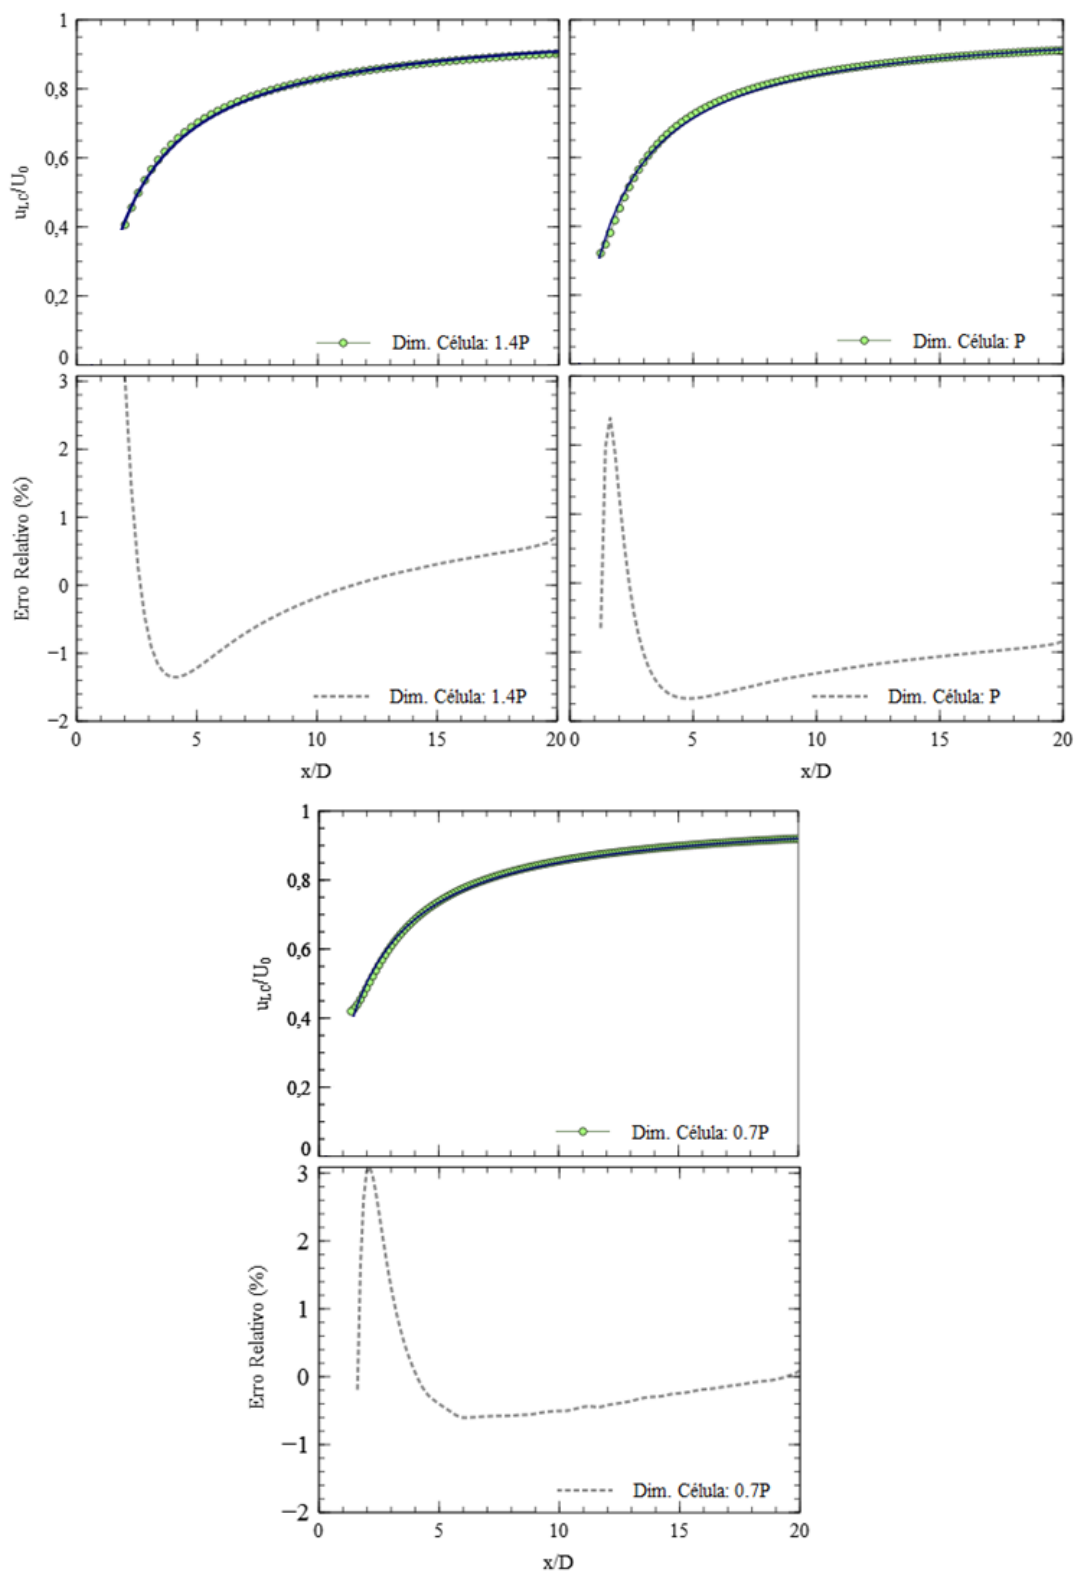 1
0,8
0,6
0,4
0,2
0
u_LC/U_0
Dim. Célula: 1.4P
Dim. Célula: P
3
2
1
0
−1
−2
Erro Relativo (%)
Dim. Célula: 1.4P
Dim. Célula: P
0 5 10 15 20 0 5 10 15 20
x/D x/D
1
0,8
0,6
0,4
0,2
0
u_LC/U_0
Dim. Célula: 0.7P
3
2
1
0
−1
−2
Erro Relativo (%)
Dim. Célula: 0.7P
0 5 10 15 20
x/D